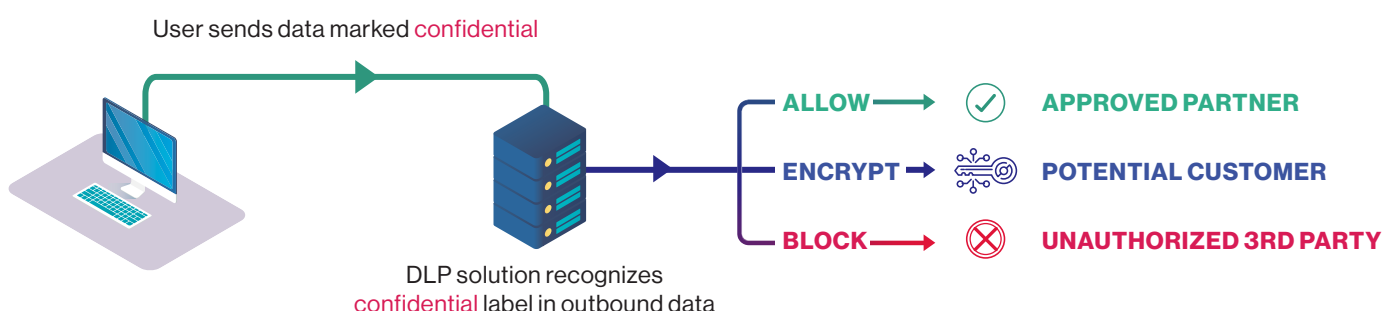 User sends data marked confidential
ALLOW
APPROVED PARTNER
ENCRYPT
POTENTIAL CUSTOMER
BLOCK
UNAUTHORIZED 3RD PARTY
DLP solution recognizes
confidential label in outbound data